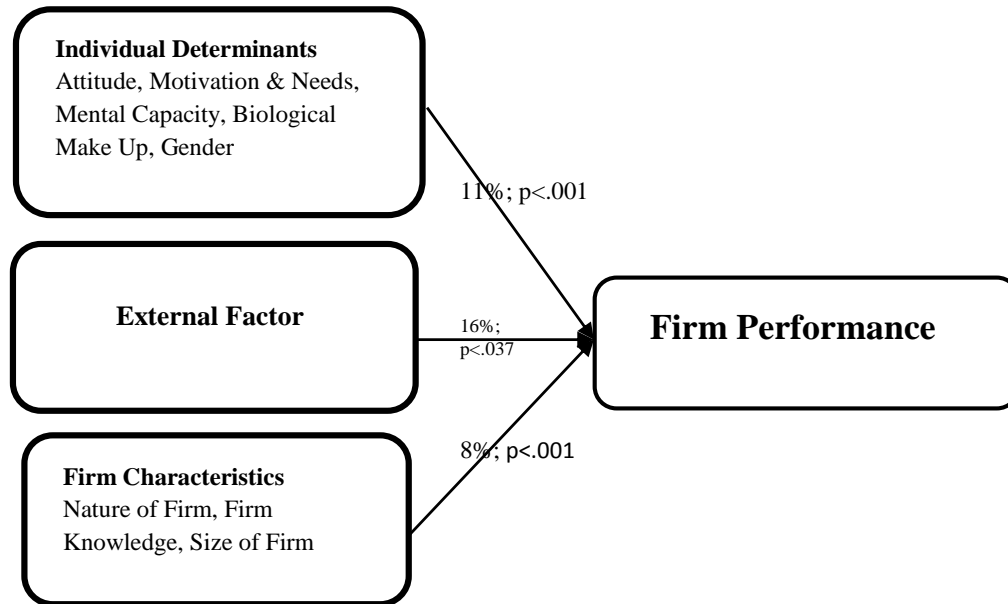 Individual Determinants
Attitude, Motivation & Needs,
Mental Capacity, Biological
Make Up, Gender
11%; p<.001
External Factor
16%;
p<.037
Firm Performance
8%; p<.001
Firm Characteristics
Nature of Firm, Firm
Knowledge, Size of Firm